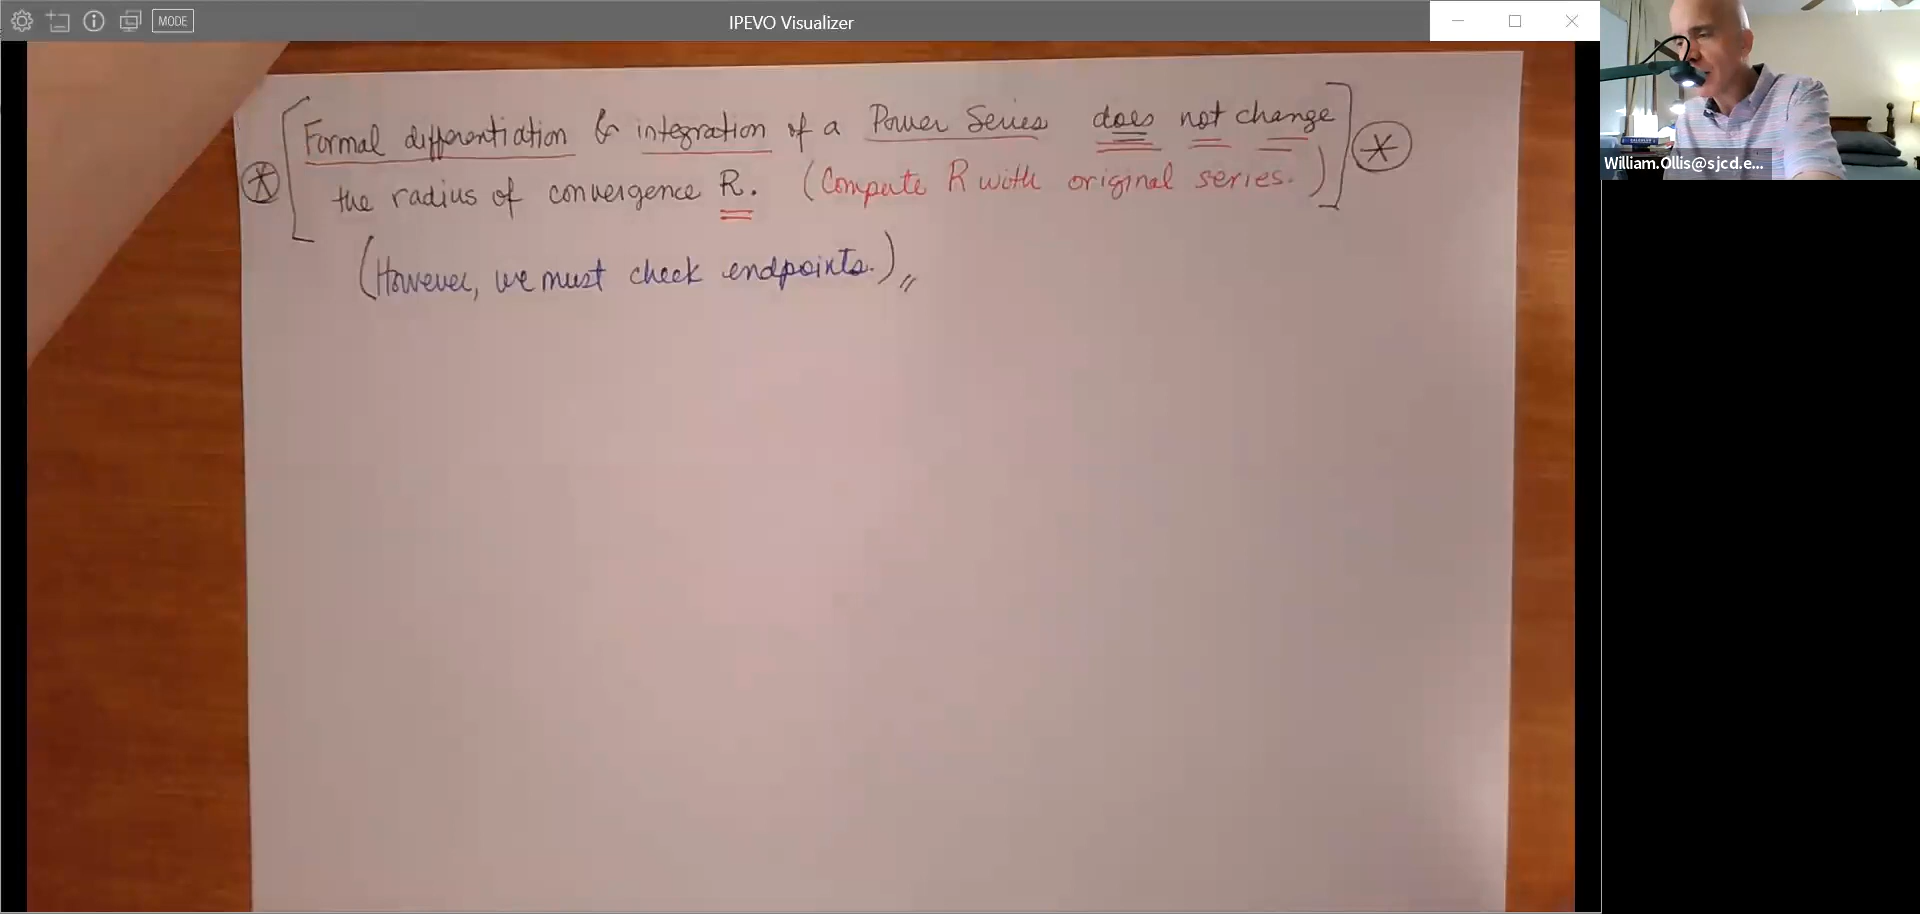 MODE
IPEVO Visualizer
Formal differentiation & integration of a Power Series does not change
the radius of convergence R. (Compute R with original series.)
(However, we must check endpoints.)
William.Ollis@sjcd.e...